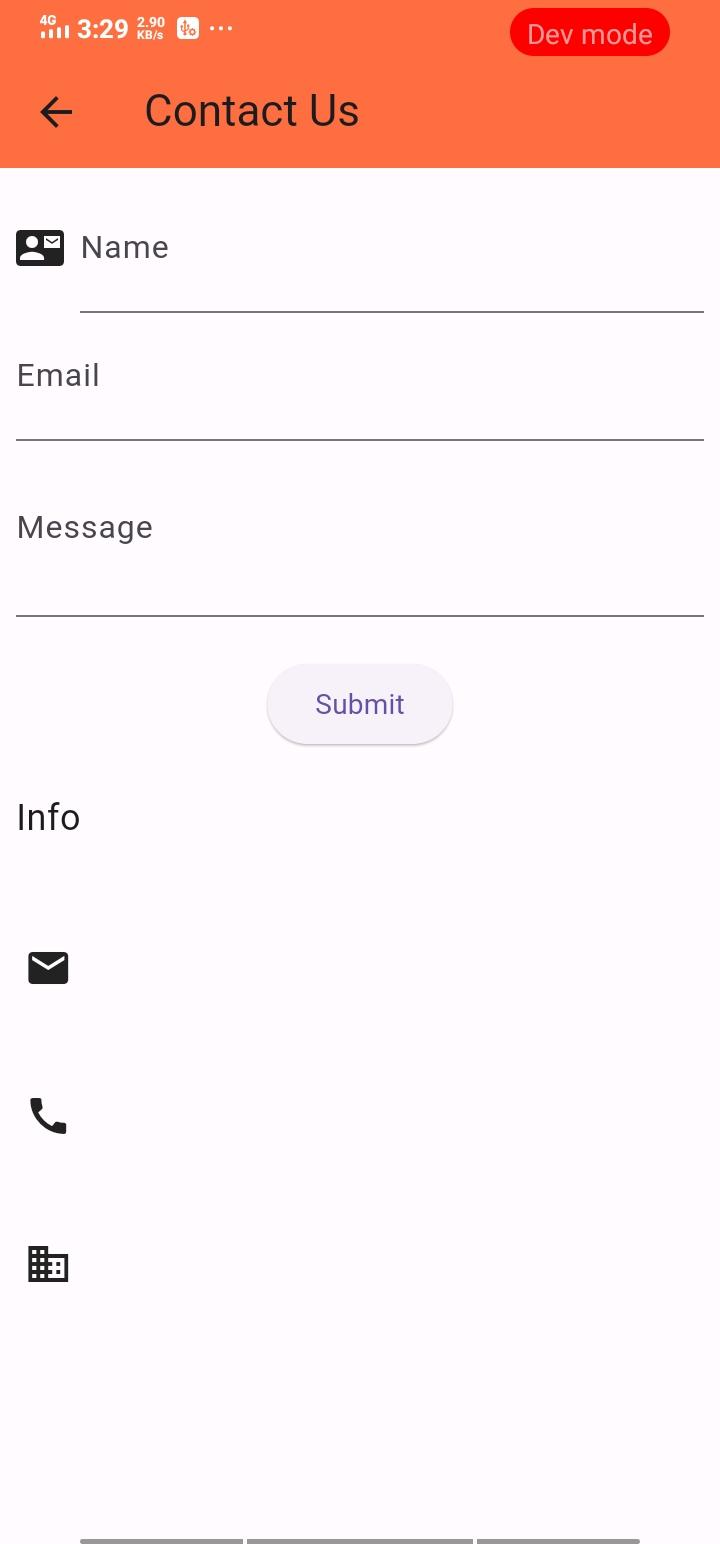 4G 3:29 2.90 KB/s ... Dev mode
Contact Us
Name
Email
Message
Submit
Info